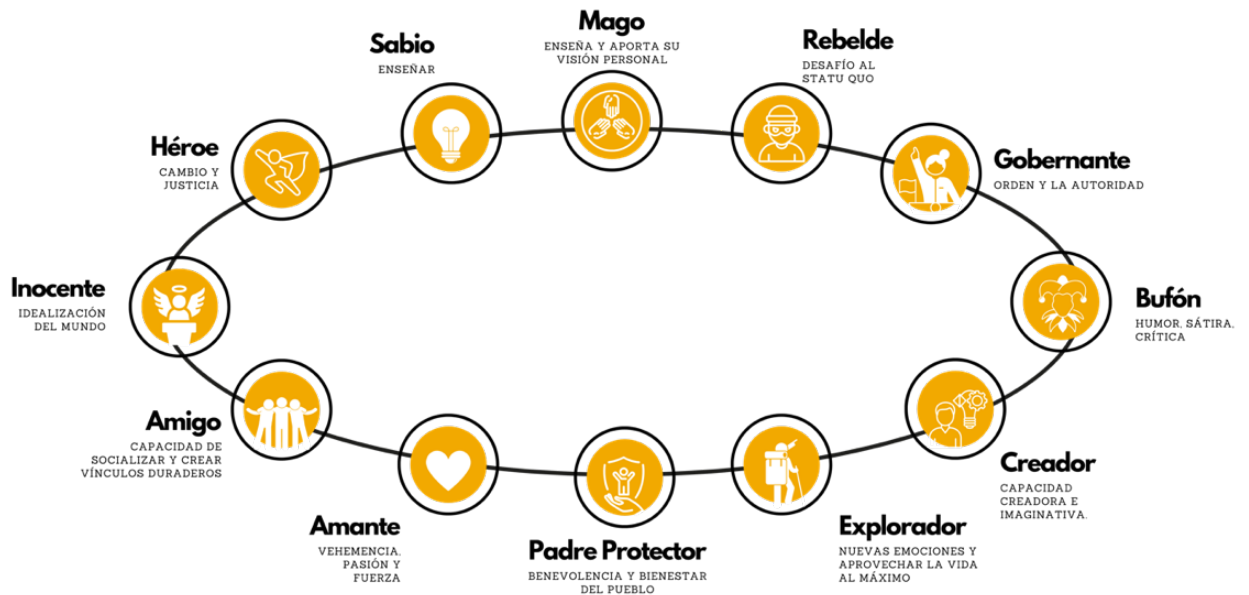 Mago
ENSEÑA Y APORTA SU
VISIÓN PERSONAL
Sabio
ENSEÑAR
Rebelde
DESAFÍO AL
STATU QUO
Héroe
CAMBIO Y
JUSTICIA
Gobernante
ORDEN Y LA AUTORIDAD
Inocente
IDEALIZACIÓN
DEL MUNDO
Bufón
HUMOR, SÁTIRA,
CRÍTICA
Amigo
CAPACIDAD DE
SOCIALIZAR Y CREAR
VÍNCULOS DURADEROS
Creador
CAPACIDAD
CREADORA E
IMAGINATIVA.
Amante
VEHEMENCIA,
PASIÓN Y
FUERZA
Padre Protector
BENEVOLENCIA Y BIENESTAR
DEL PUEBLO
Explorador
NUEVAS EMOCIONES Y
APROVECHAR LA VIDA
AL MÁXIMO